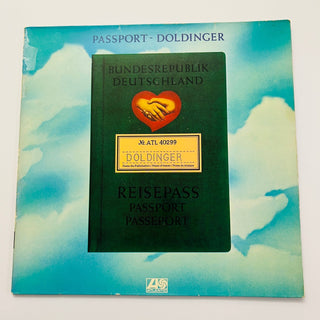 PASSPORT - DOLDINGER
BUNDESREPUBLIK
DEUTSCHLAND
№ ATL 40299
DOLDINGER
REISEPASS
PASSPORT
PASSEPORT